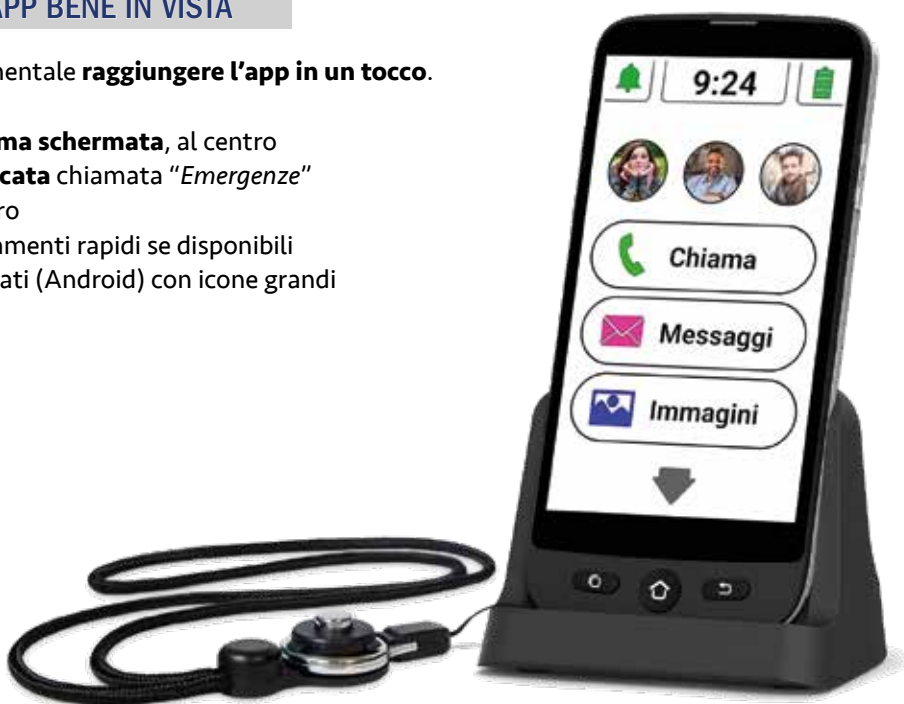 APP BENE IN VISTA
mentale raggiungere l'app in un tocco.
ma schermata, al centro
cata chiamata "Emergenze"
ro
menti rapidi se disponibili
ati (Android) con icone grandi
9:24
Chiama
Messaggi
Immagini